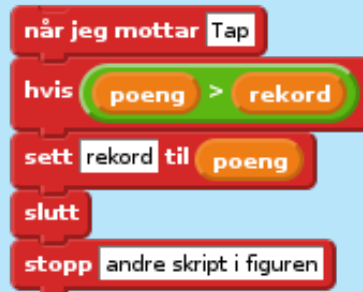 når jeg mottar Tap
hvis poeng > rekord
sett rekord til poeng
slutt
stopp andre skript i figuren